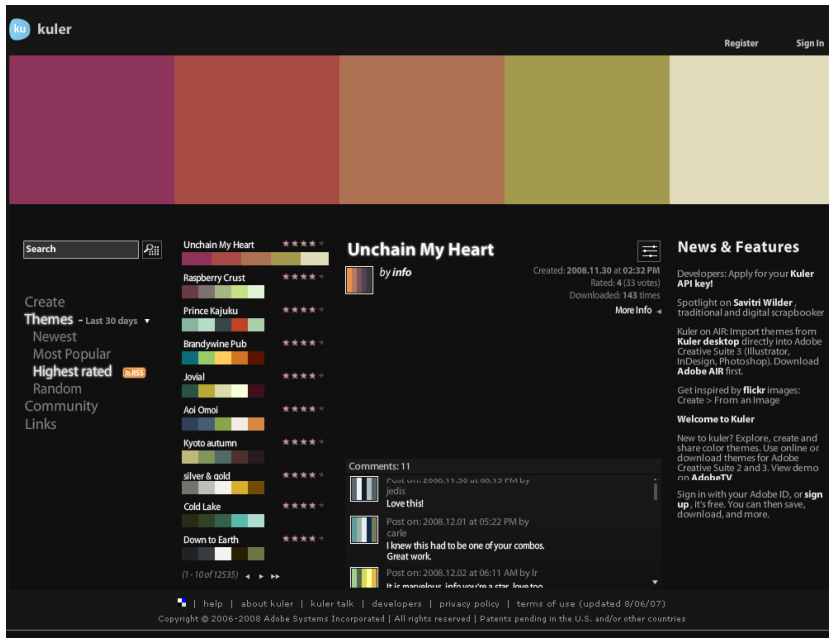 ku kuler
Register Sign In
Search
Create
Themes - Last 30 days
Newest
Most Popular
Highest rated RSS
Random
Community
Links
Unchain My Heart
Raspberry Crust
Prince Kajuku
Brandywine Pub
Jovial
Aoi Omoi
Kyoto autumn
silver & gold
Cold Lake
Down to Earth
(1 - 10 of 12535)
Unchain My Heart
by info
Created: 2008.11.30 at 02:32 PM
Rated: 4 (33 votes)
Downloaded: 143 times
More Info
Comments: 11
jedis
Love this!
Post on: 2008.12.01 at 05:22 PM by
carle
I knew this had to be one of your combos.
Great work.
Post on: 2008.12.02 at 06:11 AM by lr
It is marvelous, info you're a star, love too
News & Features
Developers: Apply for your Kuler
API key!
Spotlight on Savitri Wilder ,
traditional and digital scrapbooker
Kuler on AIR: Import themes from
Kuler desktop directly into Adobe
Creative Suite 3 (Illustrator,
InDesign, Photoshop). Download
Adobe AIR first.
Get inspired by flickr images:
Create > From an Image
Welcome to Kuler
New to kuler? Explore, create and
share color themes. Use online or
download themes for Adobe
Creative Suite 2 and 3. View demo
on AdobeTV
Sign in with your Adobe ID, or sign
up , it's free. You can then save,
download, and more.
| help | about kuler | kuler talk | developers | privacy policy | terms of use (updated 8/06/07)
Copyright © 2006-2008 Adobe Systems Incorporated | All rights reserved | Patents pending in the U.S. and/or other countries